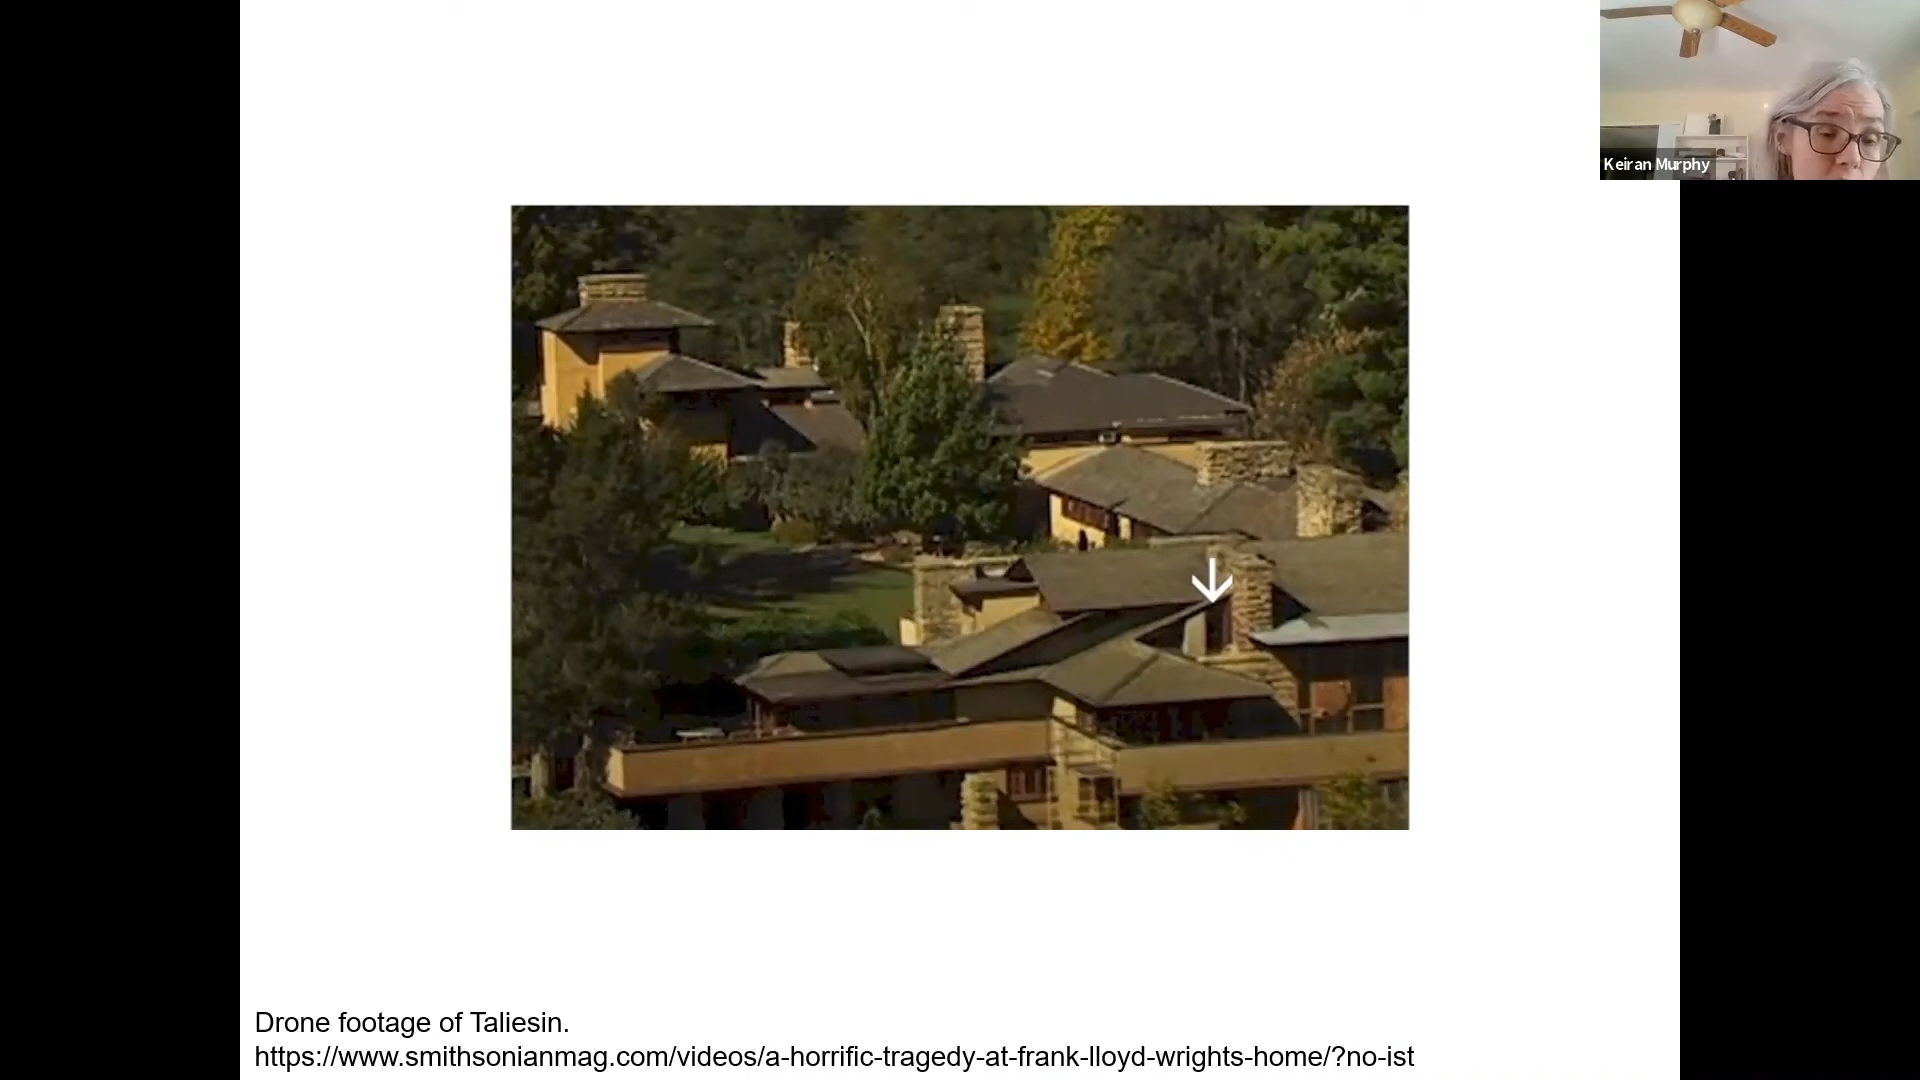 Keiran Murphy
Drone footage of Taliesin.
https://www.smithsonianmag.com/videos/a-horrific-tragedy-at-frank-lloyd-wrights-home/?no-ist